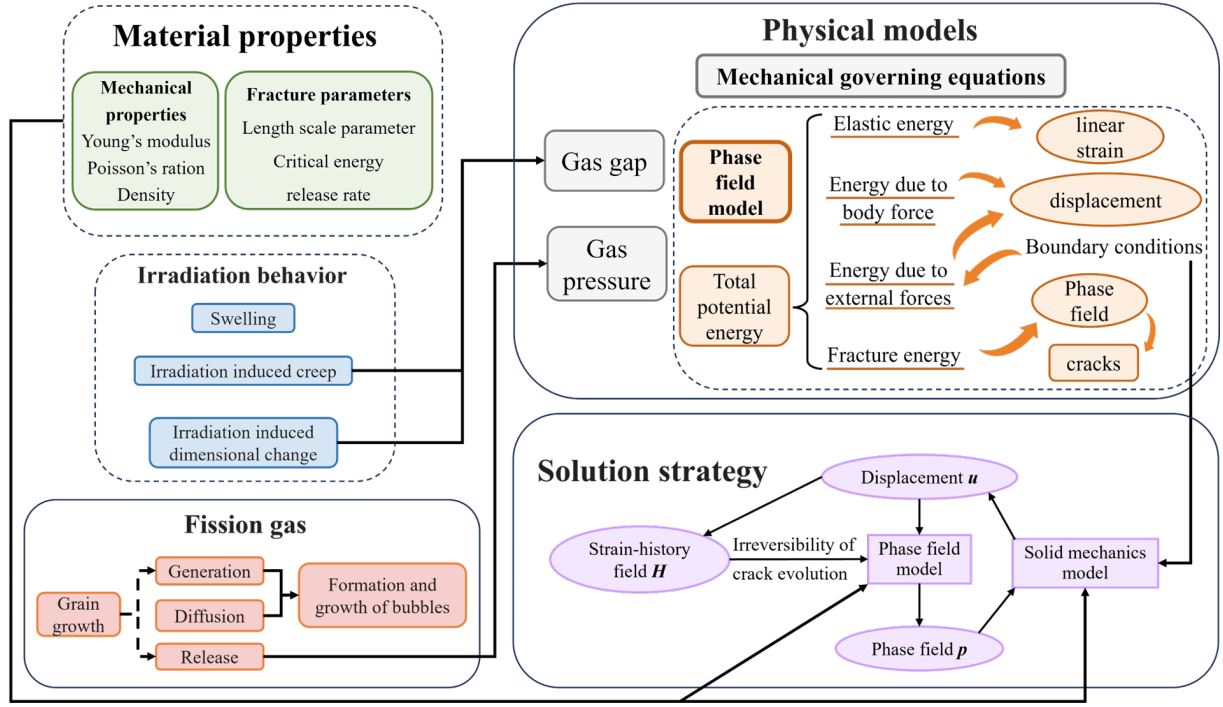 Material properties
Mechanical
properties
Young's modulus
Poisson's ration
Density
Fracture parameters
Length scale parameter
Critical energy
release rate
Irradiation behavior
Swelling
Irradiation induced creep
Irradiation induced
dimensional change
Fission gas
Grain
growth
Generation
Diffusion
Release
Formation and
growth of bubbles
Physical models
Mechanical governing equations
Gas gap
Gas
pressure
Phase
field
model
Total
potential
energy
Elastic energy
linear
strain
Energy due to
body force
displacement
Boundary conditions
Energy due to
external forces
Phase
field
Fracture energy
cracks
Solution strategy
Displacement u
Strain-history
field H
Irreversibility of
crack evolution
Phase field
model
Solid mechanics
model
Phase field p